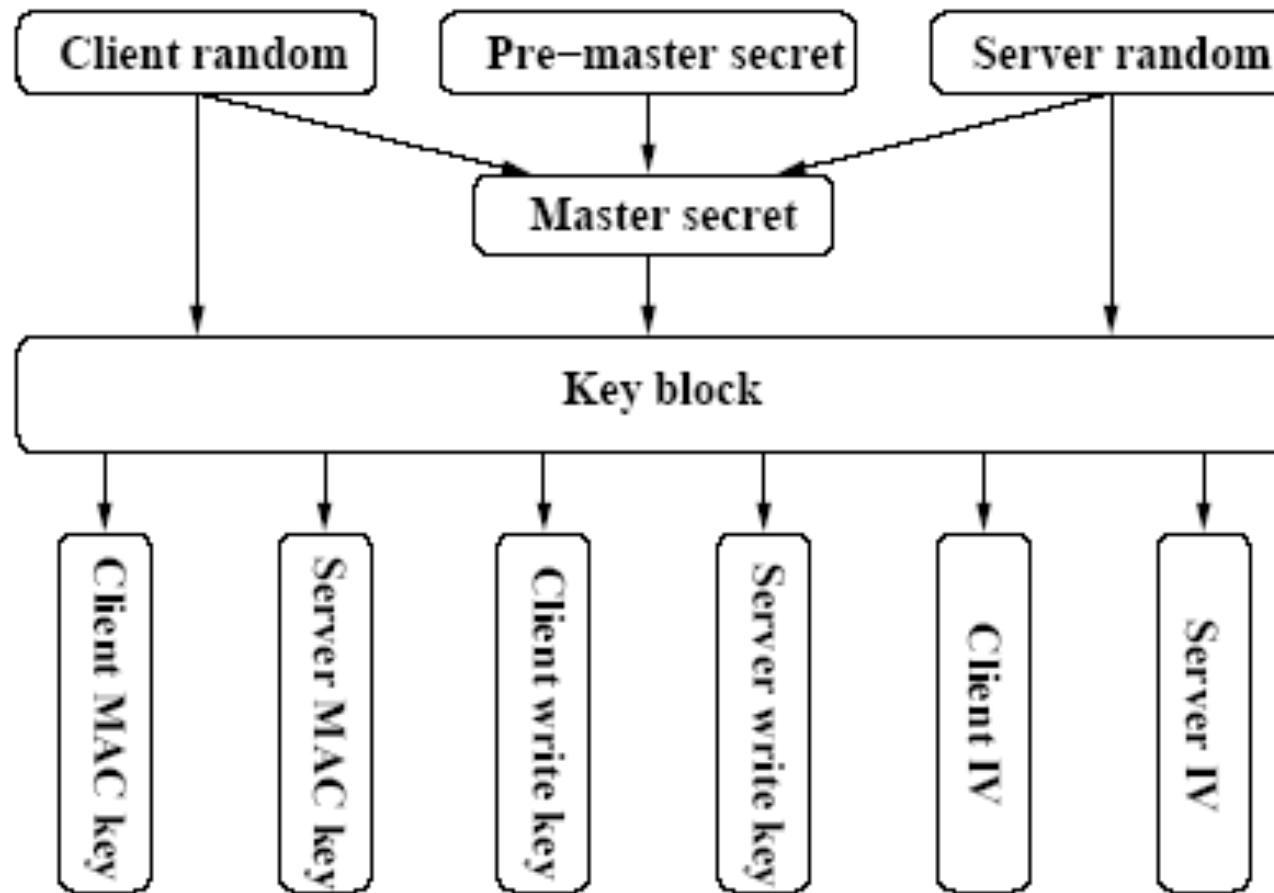 Client random
Pre−master secret
Server random
Master secret
Key block
Client MAC key
Server MAC key
Client write key
Server write key
Client IV
Server IV